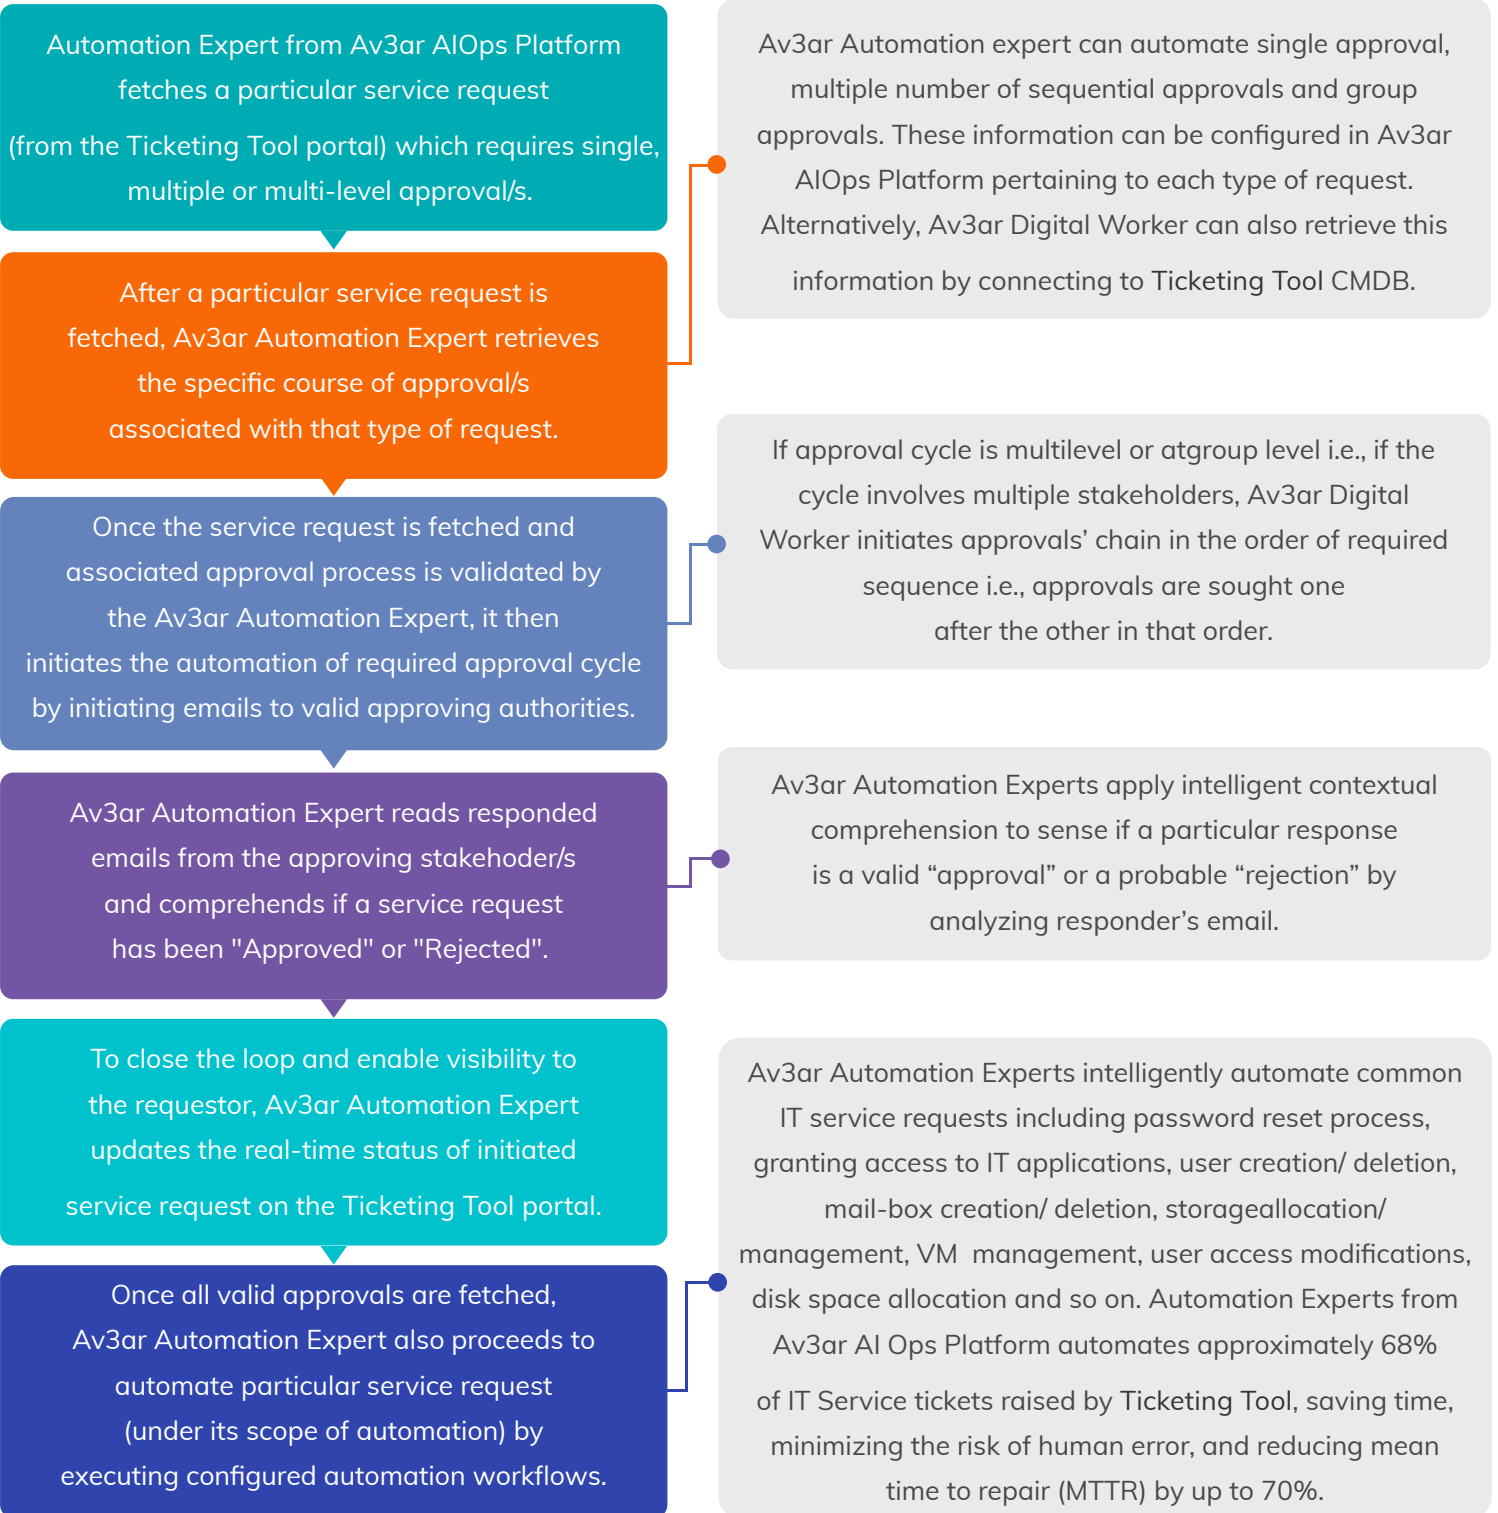 Automation Expert from Av3ar AIOps Platform
fetches a particular service request
(from the Ticketing Tool portal) which requires single,
multiple or multi-level approval/s.
Av3ar Automation expert can automate single approval,
multiple number of sequential approvals and group
approvals. These information can be configured in Av3ar
AIOps Platform pertaining to each type of request.
Alternatively, Av3ar Digital Worker can also retrieve this
information by connecting to Ticketing Tool CMDB.
After a particular service request is
fetched, Av3ar Automation Expert retrieves
the specific course of approval/s
associated with that type of request.
If approval cycle is multilevel or atgroup level i.e., if the
cycle involves multiple stakeholders, Av3ar Digital
Worker initiates approvals’ chain in the order of required
sequence i.e., approvals are sought one
after the other in that order.
Once the service request is fetched and
associated approval process is validated by
the Av3ar Automation Expert, it then
initiates the automation of required approval cycle
by initiating emails to valid approving authorities.
Av3ar Automation Experts apply intelligent contextual
comprehension to sense if a particular response
is a valid “approval” or a probable “rejection” by
analyzing responder’s email.
Av3ar Automation Expert reads responded
emails from the approving stakehoder/s
and comprehends if a service request
has been "Approved" or "Rejected".
To close the loop and enable visibility to
the requestor, Av3ar Automation Expert
updates the real-time status of initiated
service request on the Ticketing Tool portal.
Av3ar Automation Experts intelligently automate common
IT service requests including password reset process,
granting access to IT applications, user creation/ deletion,
mail-box creation/ deletion, storageallocation/
management, VM  management, user access modifications,
disk space allocation and so on. Automation Experts from
Av3ar AI Ops Platform automates approximately 68%
of IT Service tickets raised by Ticketing Tool, saving time,
minimizing the risk of human error, and reducing mean
time to repair (MTTR) by up to 70%.
Once all valid approvals are fetched,
Av3ar Automation Expert also proceeds to
automate particular service request
(under its scope of automation) by
executing configured automation workflows.